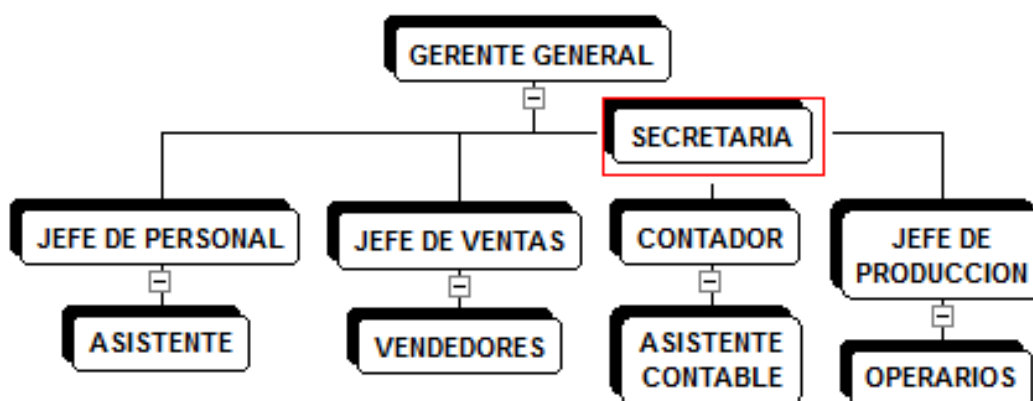 GERENTE GENERAL
SECRETARIA
JEFE DE PERSONAL
JEFE DE VENTAS
CONTADOR
JEFE DE
PRODUCCION
ASISTENTE
VENDEDORES
ASISTENTE
CONTABLE
OPERARIOS